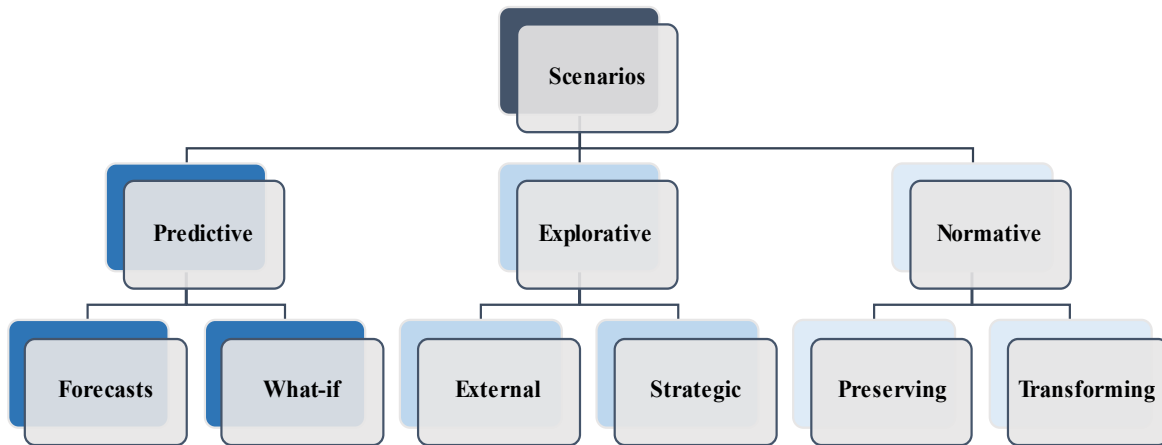 Scenarios
Predictive
Explorative
Normative
Forecasts
What-if
External
Strategic
Preserving
Transforming